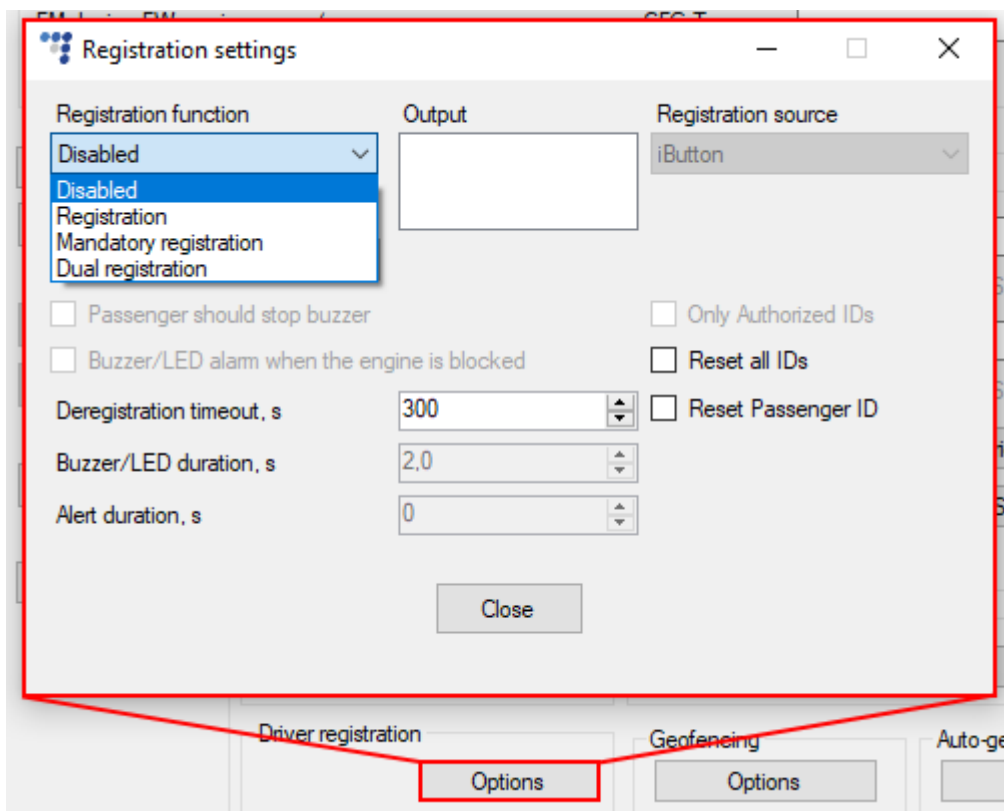 Registration settings
Registration function
Output
Registration source
Disabled
iButton
Disabled
Registration
Mandatory registration
Dual registration
Passenger should stop buzzer
Only Authorized IDs
Buzzer/LED alarm when the engine is blocked
Reset all IDs
Deregistration timeout, s
300
Reset Passenger ID
Buzzer/LED duration, s
2,0
Alert duration, s
0
Close
Driver registration
Geofencing
Options
Options